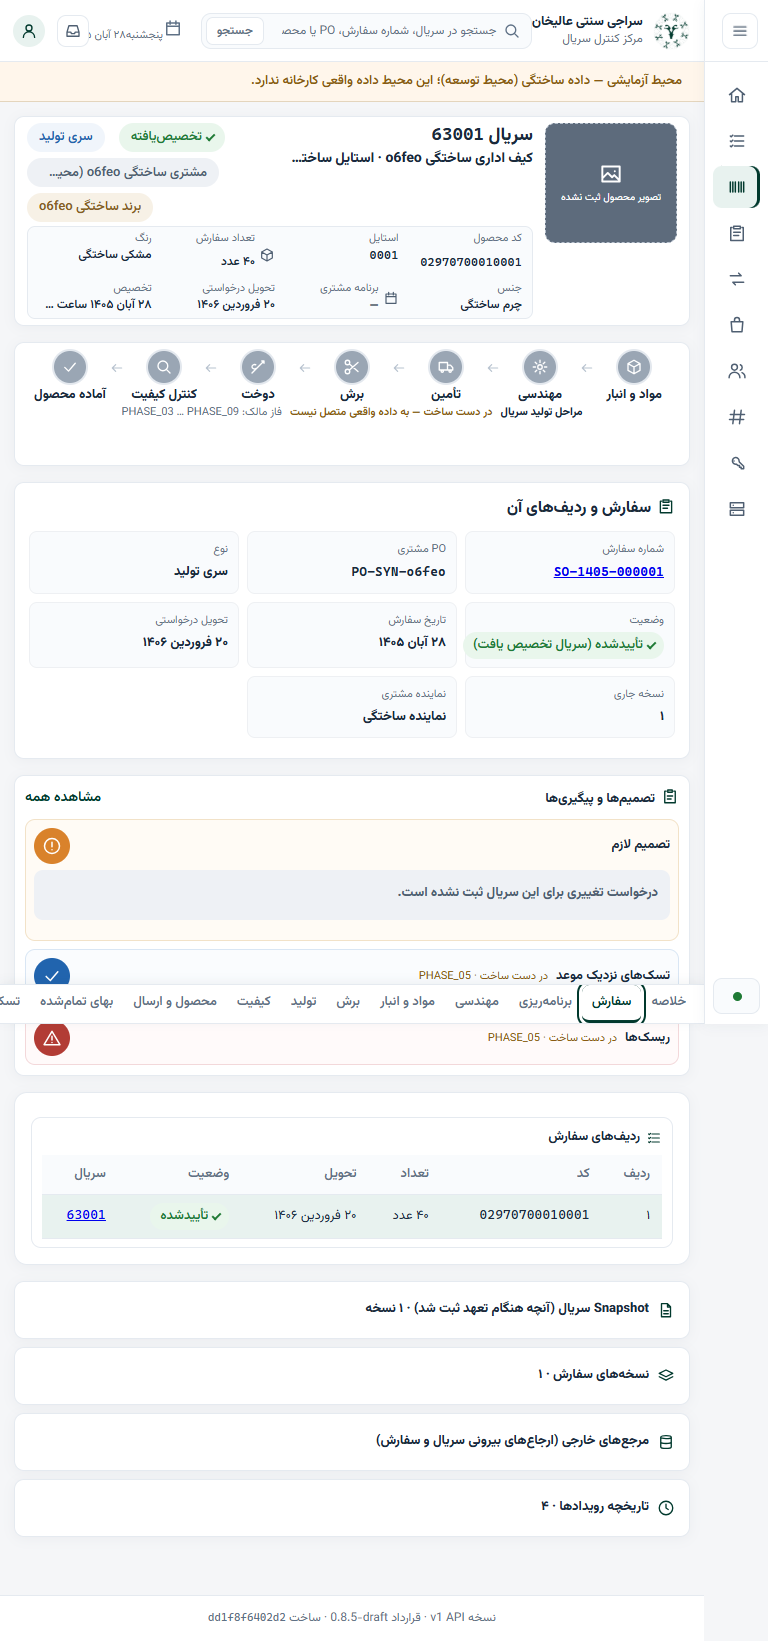 سراجی سنتی عالیخان
مرکز کنترل سریال
جستجو در سریال، شماره سفارش، PO یا محصـ
جستجو
پنجشنبه ۲۸ آبان
محیط آزمایشی — داده ساختگی (محیط توسعه)؛ این محیط داده واقعی کارخانه ندارد.
تصویر محصول ثبت نشده
سریال 63001
کیف اداری ساختگی o6feo · استایل ساختـ...
تخصیص‌یافته
سری تولید
مشتری ساختگی o6feo (محیـ...
برند ساختگی o6feo
کد محصول
02970700010001
استایل
0001
تعداد سفارش
۴۰ عدد
رنگ
مشکی ساختگی
جنس
چرم ساختگی
برنامه مشتری
—
تحویل درخواستی
۲۰ فروردین ۱۴۰۶
تخصیص
۲۸ آبان ۱۴۰۵ ساعت ...
مواد و انبار
مهندسی
تأمین
برش
دوخت
کنترل کیفیت
آماده محصول
مراحل تولید سریال
در دست ساخت — به داده واقعی متصل نیست
فاز مالک: PHASE_03 … PHASE_09
سفارش و ردیف‌های آن
شماره سفارش
SO-1405-000001
PO مشتری
PO-SYN-o6feo
نوع
سری تولید
وضعیت
تأییدشده (سریال تخصیص یافت)
تاریخ سفارش
۲۸ آبان ۱۴۰۵
تحویل درخواستی
۲۰ فروردین ۱۴۰۶
نسخه جاری
۱
نماینده مشتری
نماینده ساختگی
تصمیم‌ها و پیگیری‌ها
مشاهده همه
تصمیم لازم
درخواست تغییری برای این سریال ثبت نشده است.
تسک‌های نزدیک موعد
در دست ساخت · PHASE_05
خلاصه
سفارش
برنامه‌ریزی
مهندسی
مواد و انبار
برش
تولید
کیفیت
محصول و ارسال
بهای تمام‌شده
تسک
ریسک‌ها
در دست ساخت · PHASE_05
ردیف‌های سفارش
ردیف کد تعداد تحویل وضعیت سریال
۱ 02970700010001 ۴۰ عدد ۲۰ فروردین ۱۴۰۶ تأییدشده 63001
Snapshot سریال (آنچه هنگام تعهد ثبت شد) · ۱ نسخه
نسخه‌های سفارش · ۱
مرجع‌های خارجی (ارجاع‌های بیرونی سریال و سفارش)
تاریخچه رویدادها · ۴
نسخه v1 API · قرارداد 0.8.5-draft · ساخت dd1f8f6402d2